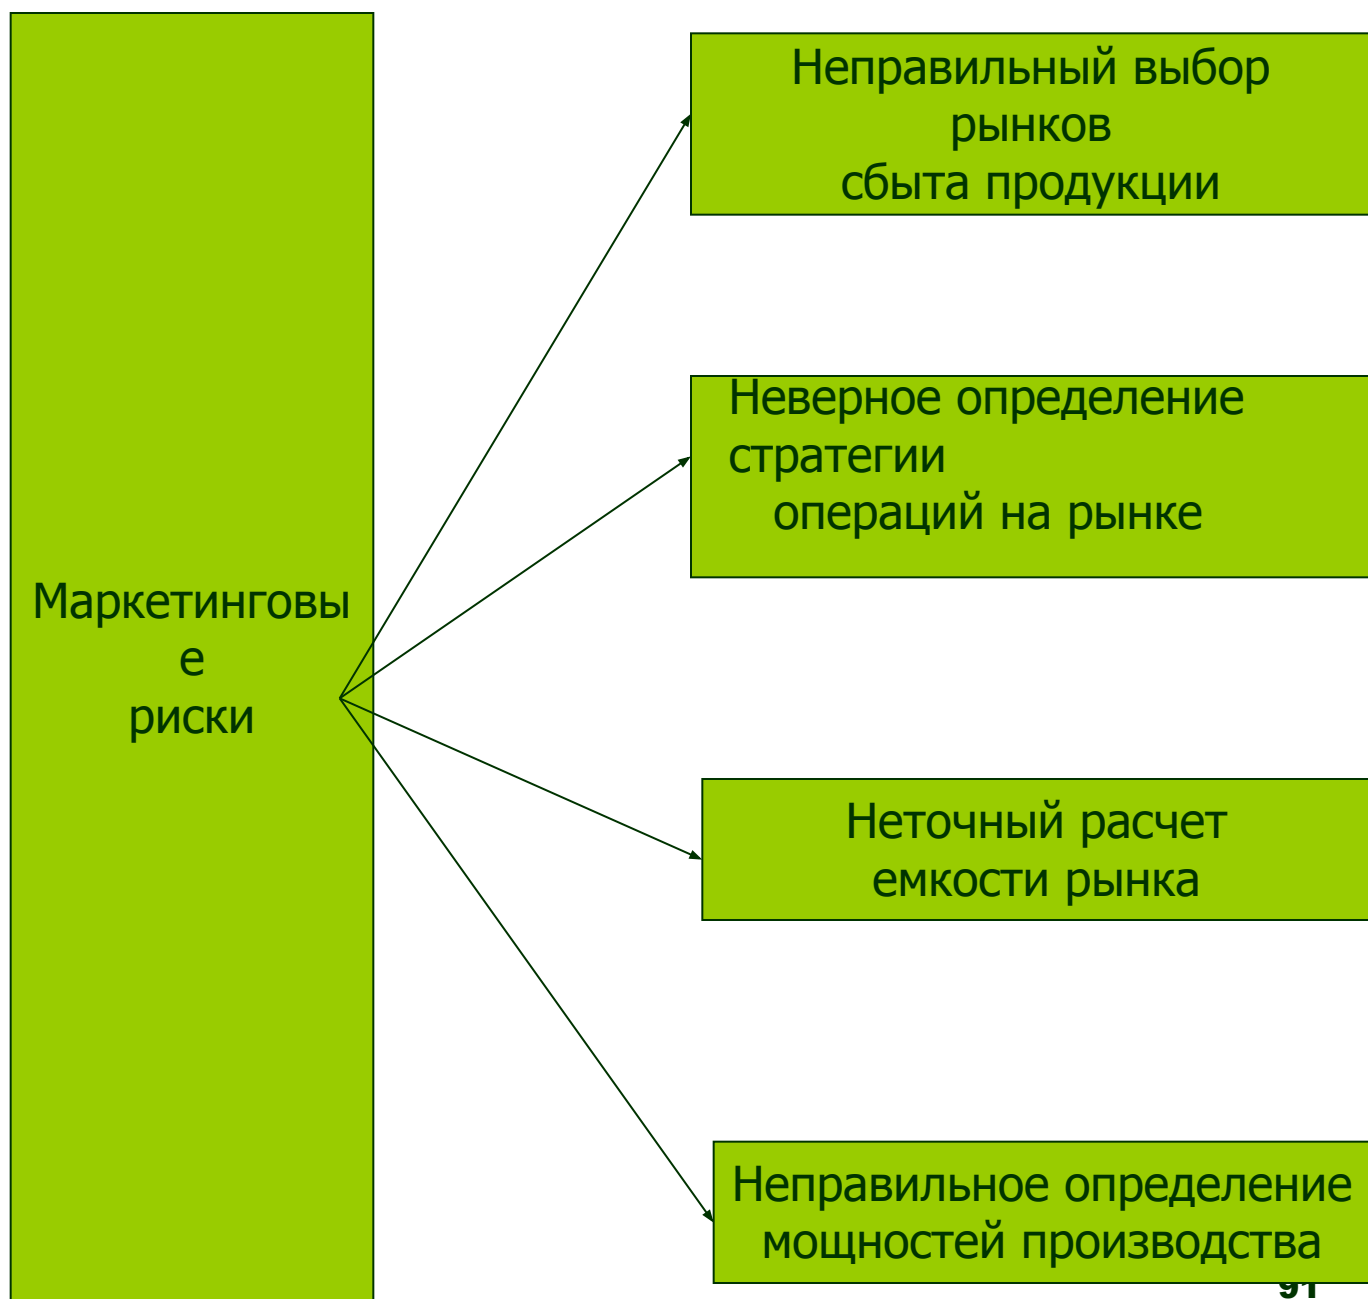 Маркетинговы
е
риски
Неправильный выбор
рынков
сбыта продукции
Неверное определение
стратегии
операций на рынке
Неточный расчет
емкости рынка
Неправильное определение
мощностей производства
91